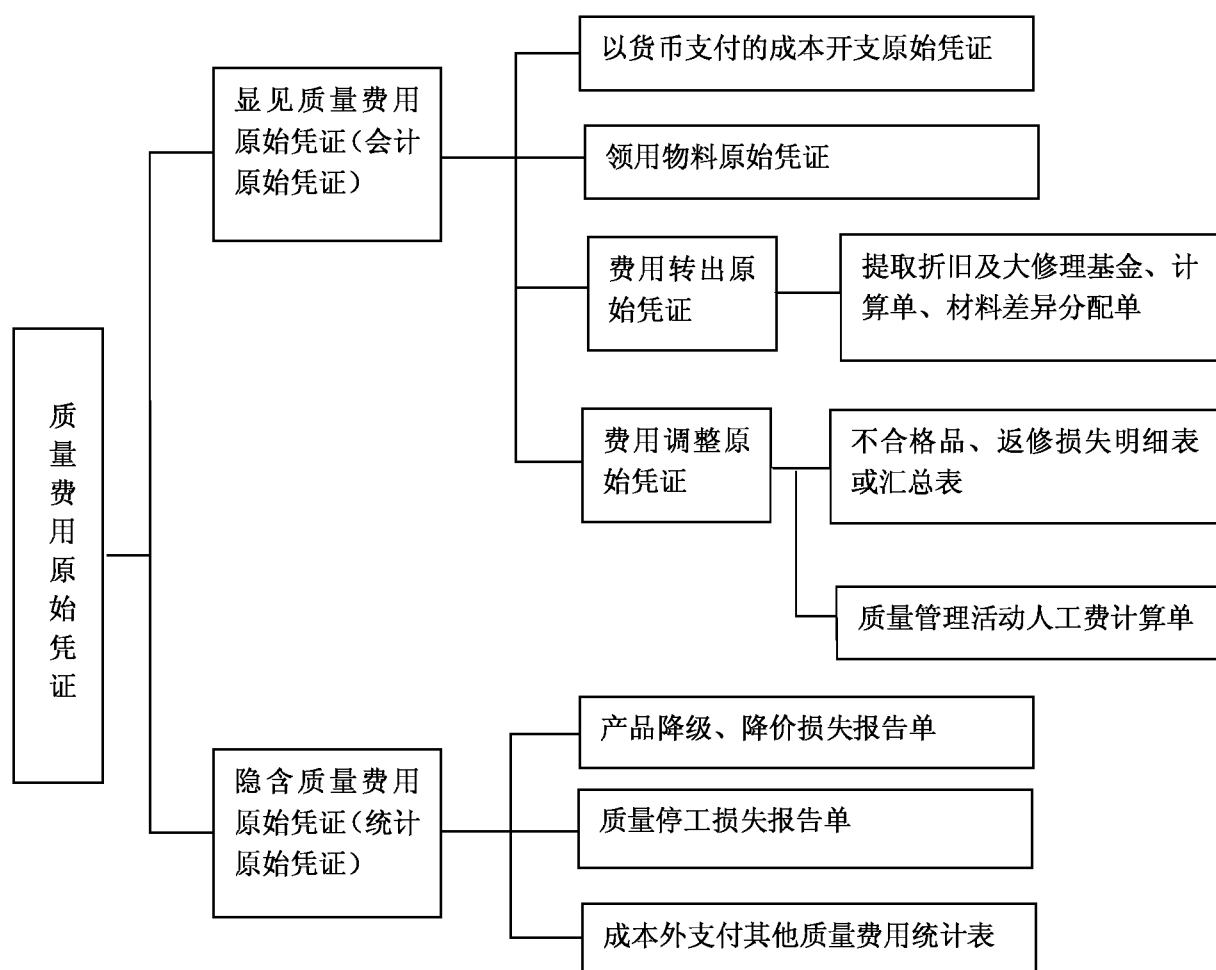 质量费用原始凭证
显见质量费用
原始凭证(会计
原始凭证)
以货币支付的成本开支原始凭证
领用物料原始凭证
费用转出原
始凭证
提取折旧及大修理基金、计
算单、材料差异分配单
费用调整原
始凭证
不合格品、返修损失明细表
或汇总表
质量管理活动人工费计算单
隐含质量费用
原始凭证(统计
原始凭证)
产品降级、降价损失报告单
质量停工损失报告单
成本外支付其他质量费用统计表